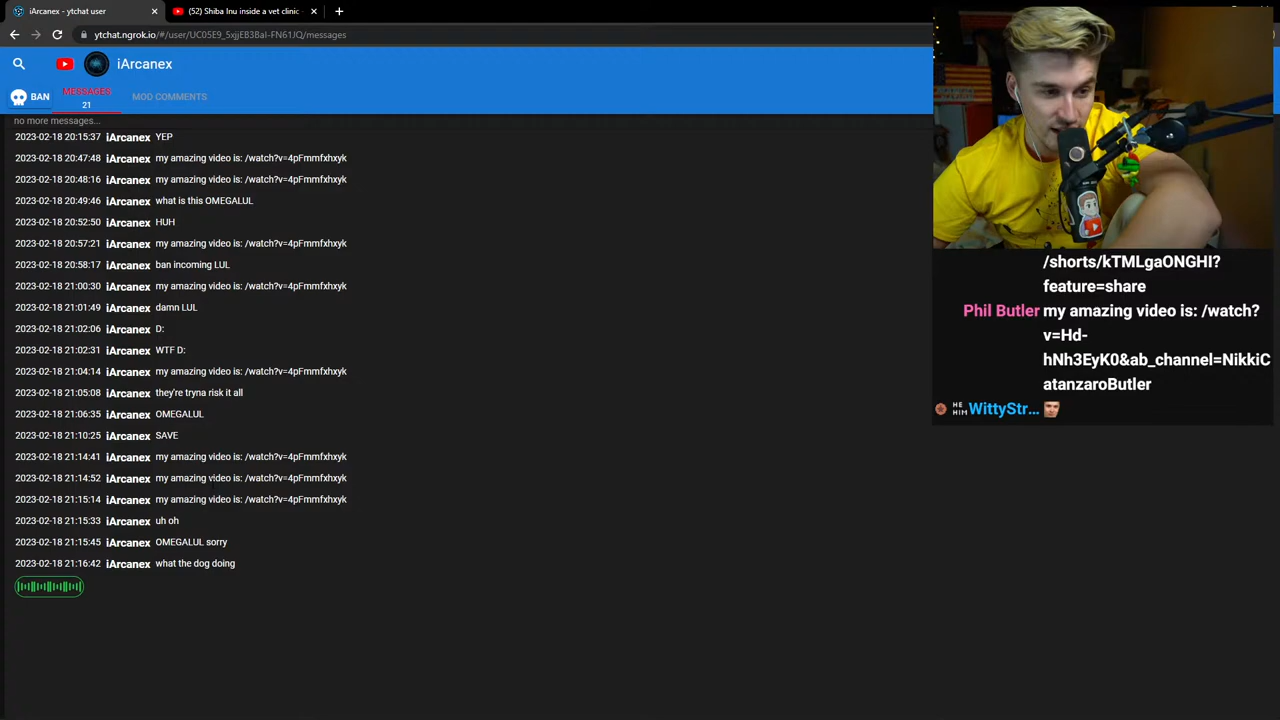 iArcanex - ytchat user
(52) Shiba Inu inside a vet clinic
ytchat.ngrok.io/#/user/UC05E9_5xjjEB3BaI-FN61JQ/messages
iArcanex
BAN
MESSAGES
21
MOD COMMENTS
no more messages...
2023-02-18 20:15:37 iArcanex YEP
2023-02-18 20:47:48 iArcanex my amazing video is: /watch?v=4pFmmfxhxyk
2023-02-18 20:48:16 iArcanex my amazing video is: /watch?v=4pFmmfxhxyk
2023-02-18 20:49:46 iArcanex what is this OMEGALUL
2023-02-18 20:52:50 iArcanex HUH
2023-02-18 20:57:21 iArcanex my amazing video is: /watch?v=4pFmmfxhxyk
2023-02-18 20:58:17 iArcanex ban incoming LUL
2023-02-18 21:00:30 iArcanex my amazing video is: /watch?v=4pFmmfxhxyk
2023-02-18 21:01:49 iArcanex damn LUL
2023-02-18 21:02:06 iArcanex D:
2023-02-18 21:02:31 iArcanex WTF D:
2023-02-18 21:04:14 iArcanex my amazing video is: /watch?v=4pFmmfxhxyk
2023-02-18 21:05:08 iArcanex they're tryna risk it all
2023-02-18 21:06:35 iArcanex OMEGALUL
2023-02-18 21:10:25 iArcanex SAVE
2023-02-18 21:14:41 iArcanex my amazing video is: /watch?v=4pFmmfxhxyk
2023-02-18 21:14:52 iArcanex my amazing video is: /watch?v=4pFmmfxhxyk
2023-02-18 21:15:14 iArcanex my amazing video is: /watch?v=4pFmmfxhxyk
2023-02-18 21:15:33 iArcanex uh oh
2023-02-18 21:15:45 iArcanex OMEGALUL sorry
2023-02-18 21:16:42 iArcanex what the dog doing
/shorts/kTMLgaONGHI?
feature=share
Phil Butler my amazing video is: /watch?
v=Hd-
hNh3EyK0&ab_channel=NikkiC
atanzaroButler
HE
HIM
WittyStr...